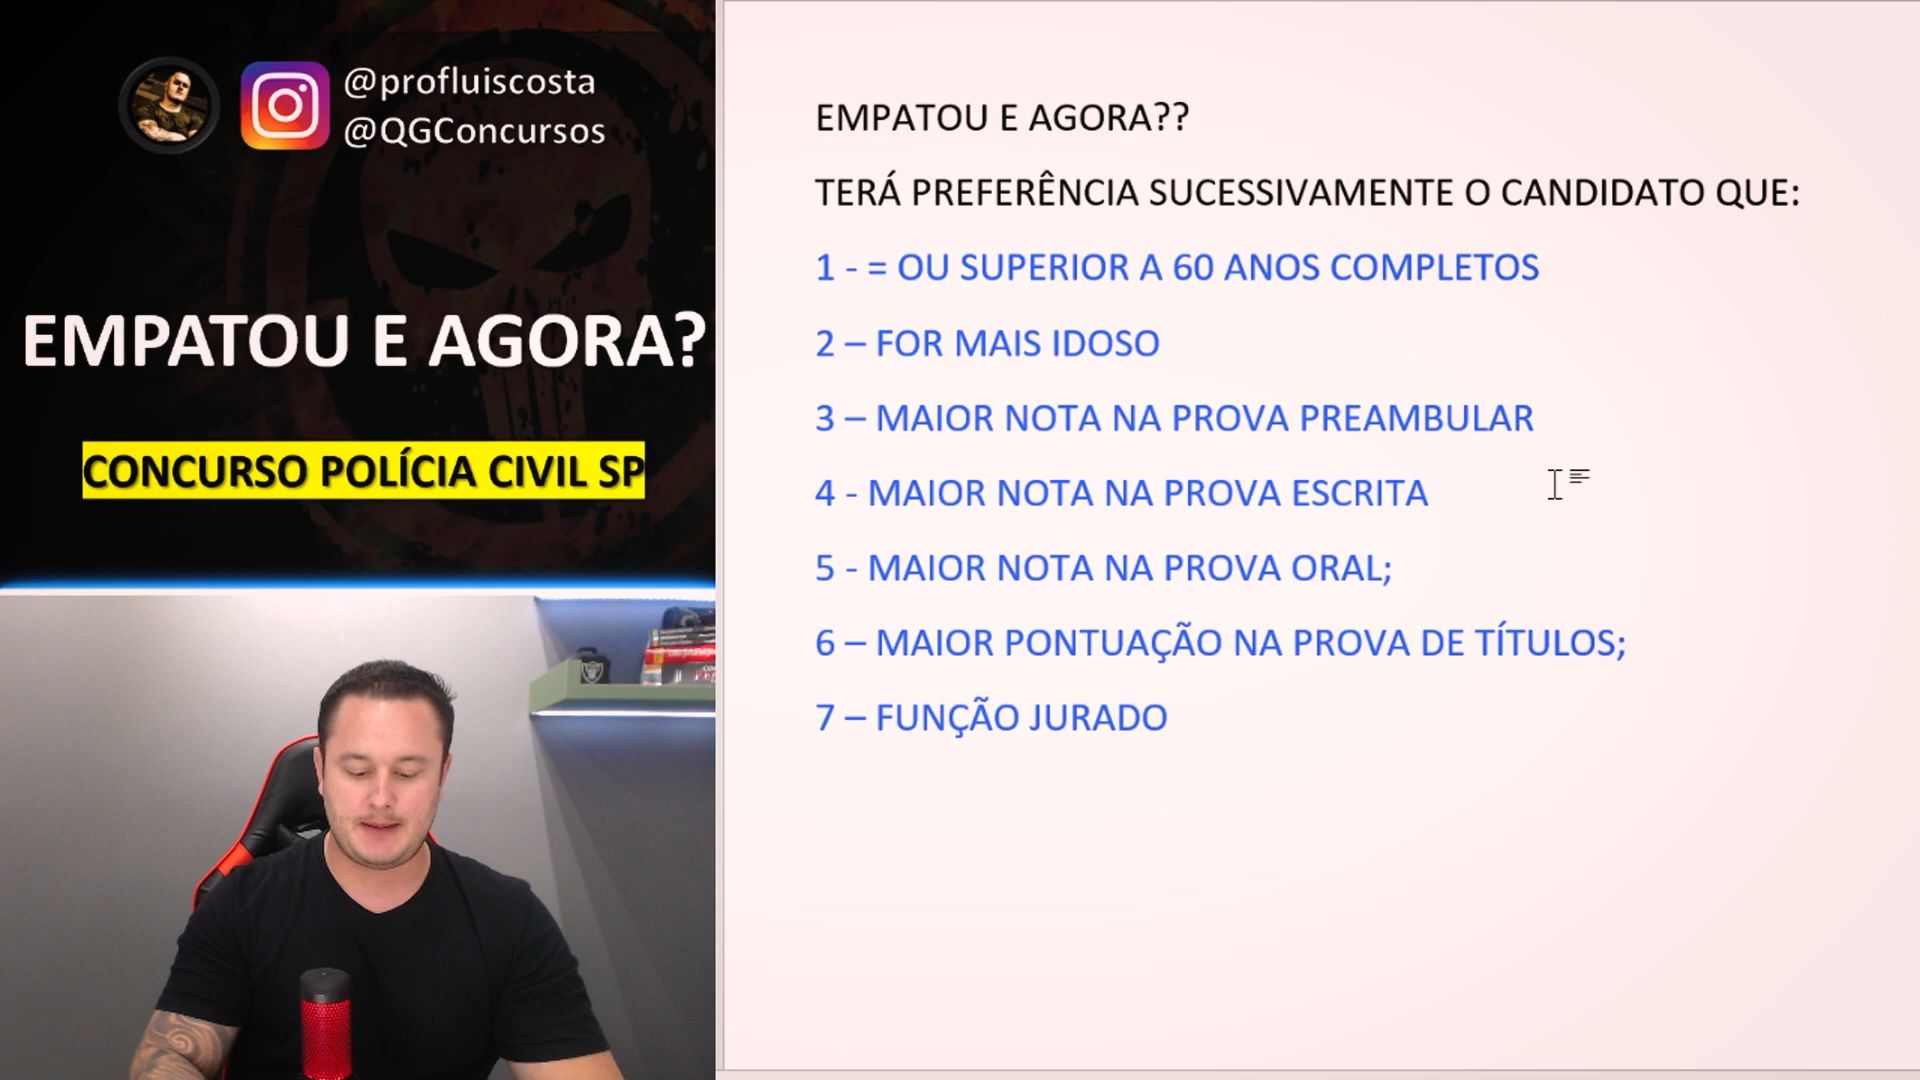 @profluiscosta
@QGConcursos
EMPATOU E AGORA?
CONCURSO POLÍCIA CIVIL SP
EMPATOU E AGORA??
TERÁ PREFERÊNCIA SUCESSIVAMENTE O CANDIDATO QUE:
1 - = OU SUPERIOR A 60 ANOS COMPLETOS
2 – FOR MAIS IDOSO
3 – MAIOR NOTA NA PROVA PREAMBULAR
4 - MAIOR NOTA NA PROVA ESCRITA
5 - MAIOR NOTA NA PROVA ORAL;
6 – MAIOR PONTUAÇÃO NA PROVA DE TÍTULOS;
7 – FUNÇÃO JURADO